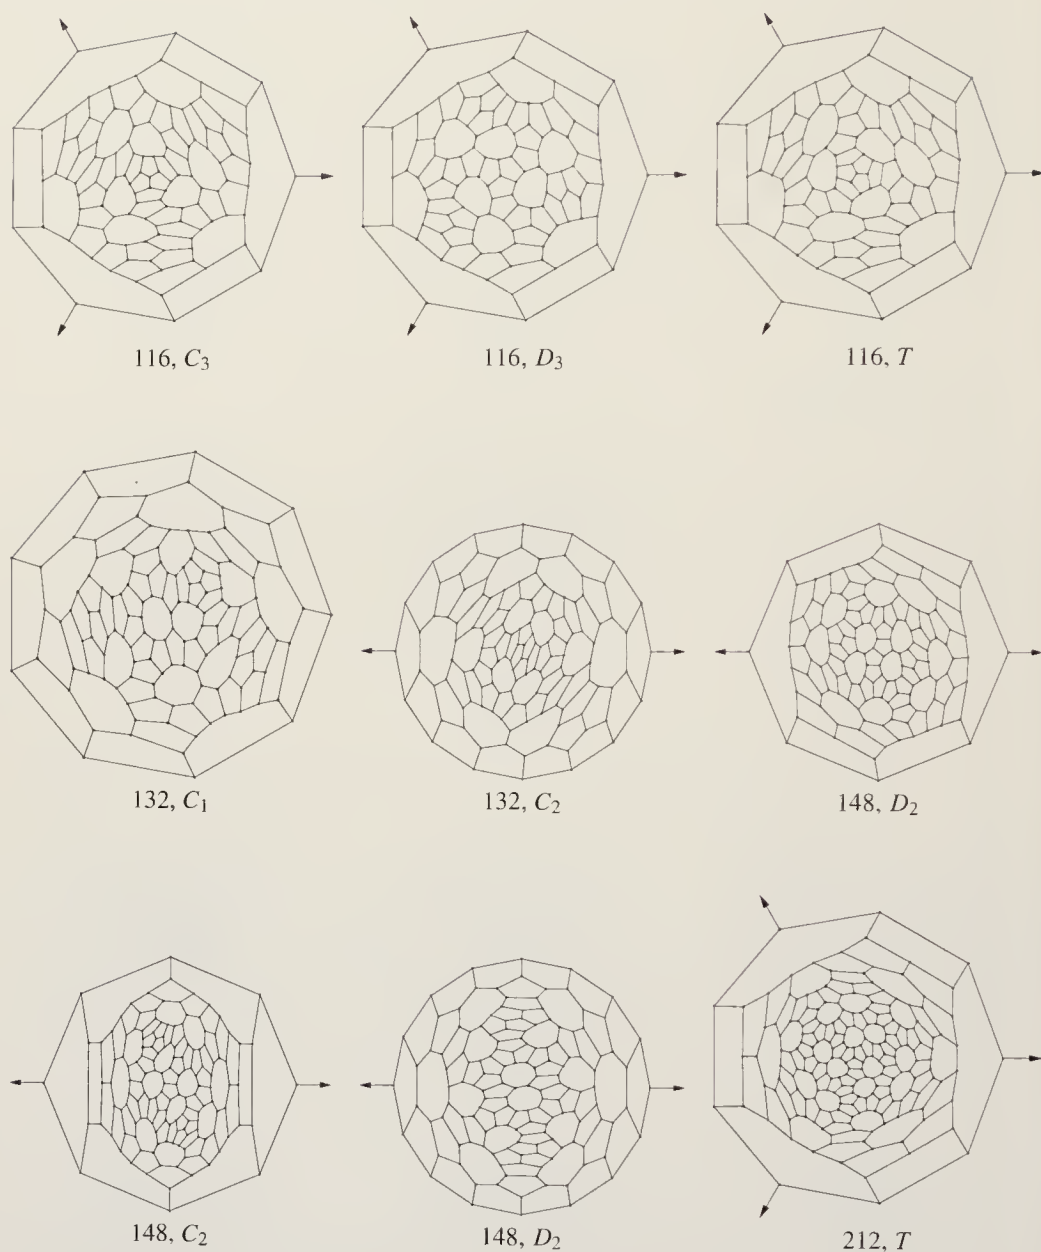 116, C₃
116, D₃
116, T
132, C₁
132, C₂
148, D₂
148, C₂
148, D₂
212, T